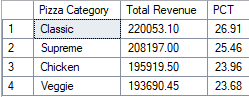 Pizza Category Total Revenue PCT
1 Classic 220053.10 26.91
2 Supreme 208197.00 25.46
3 Chicken 195919.50 23.96
4 Veggie 193690.45 23.68